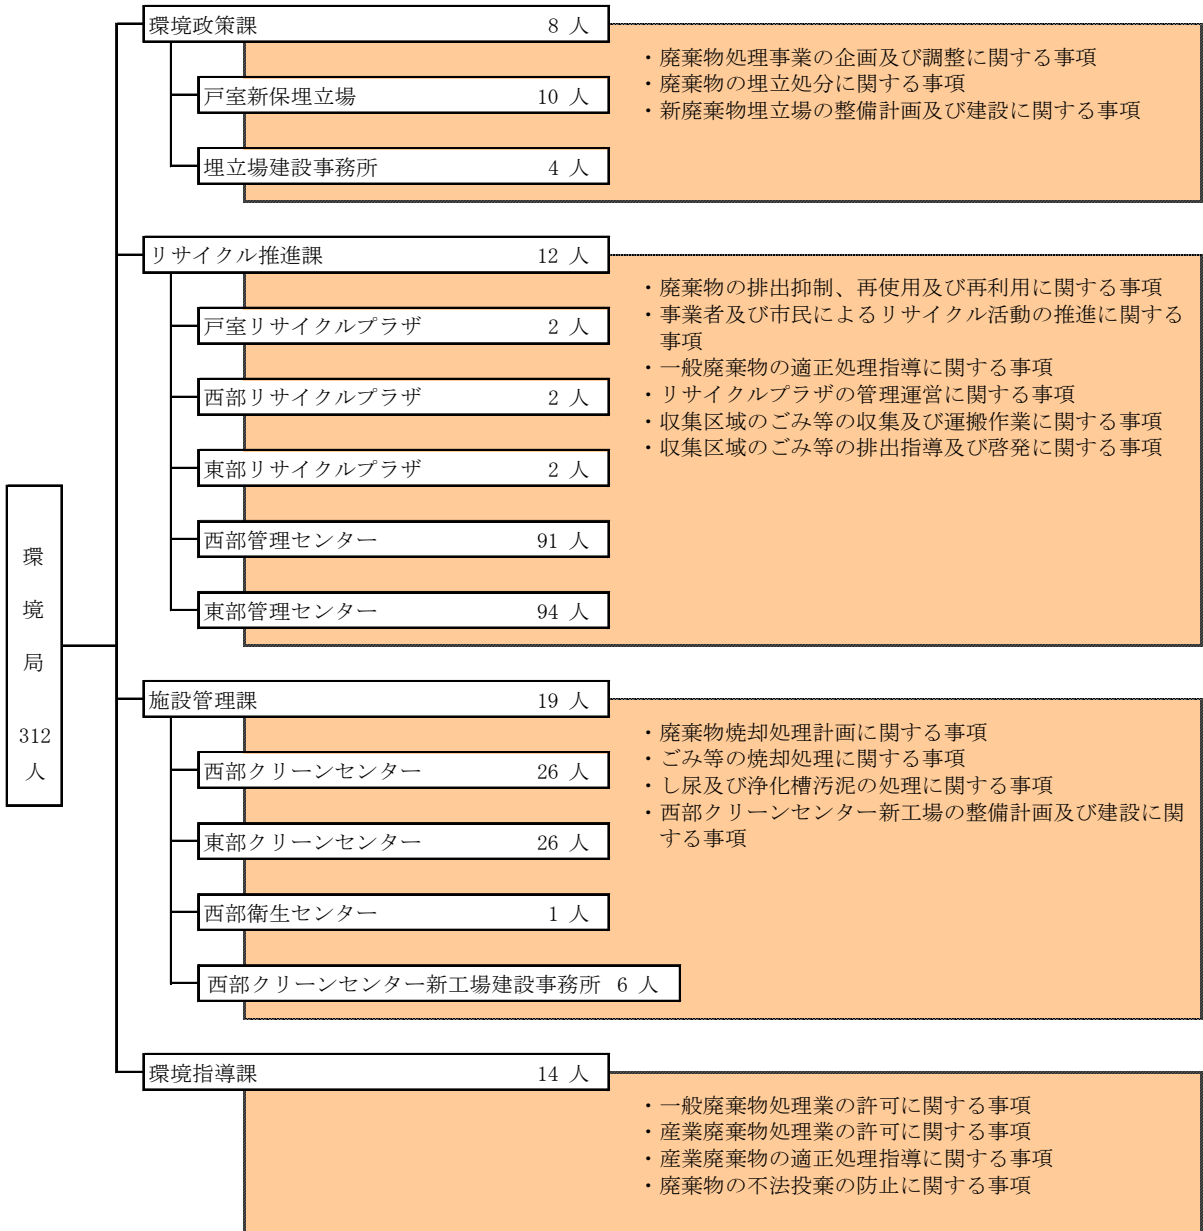 環境局 312人
環境政策課 8 人
・廃棄物処理事業の企画及び調整に関する事項
・廃棄物の埋立処分に関する事項
・新廃棄物埋立場の整備計画及び建設に関する事項
戸室新保埋立場 10 人
埋立場建設事務所 4 人
リサイクル推進課 12 人
・廃棄物の排出抑制、再使用及び再利用に関する事項
・事業者及び市民によるリサイクル活動の推進に関する
事項
・一般廃棄物の適正処理指導に関する事項
・リサイクルプラザの管理運営に関する事項
・収集区域のごみ等の収集及び運搬作業に関する事項
・収集区域のごみ等の排出指導及び啓発に関する事項
戸室リサイクルプラザ 2 人
西部リサイクルプラザ 2 人
東部リサイクルプラザ 2 人
西部管理センター 91 人
東部管理センター 94 人
施設管理課 19 人
・廃棄物焼却処理計画に関する事項
・ごみ等の焼却処理に関する事項
・し尿及び浄化槽汚泥の処理に関する事項
・西部クリーンセンター新工場の整備計画及び建設に関
する事項
西部クリーンセンター 26 人
東部クリーンセンター 26 人
西部衛生センター 1 人
西部クリーンセンター新工場建設事務所 6 人
環境指導課 14 人
・一般廃棄物処理業の許可に関する事項
・産業廃棄物処理業の許可に関する事項
・産業廃棄物の適正処理指導に関する事項
・廃棄物の不法投棄の防止に関する事項